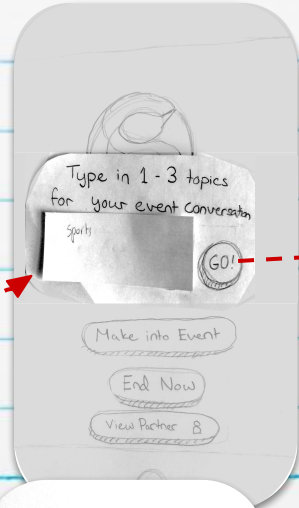 Type in 1 - 3 topics
for your event Conversation
Sports
GO!
Make into Event
End Now
View Partner